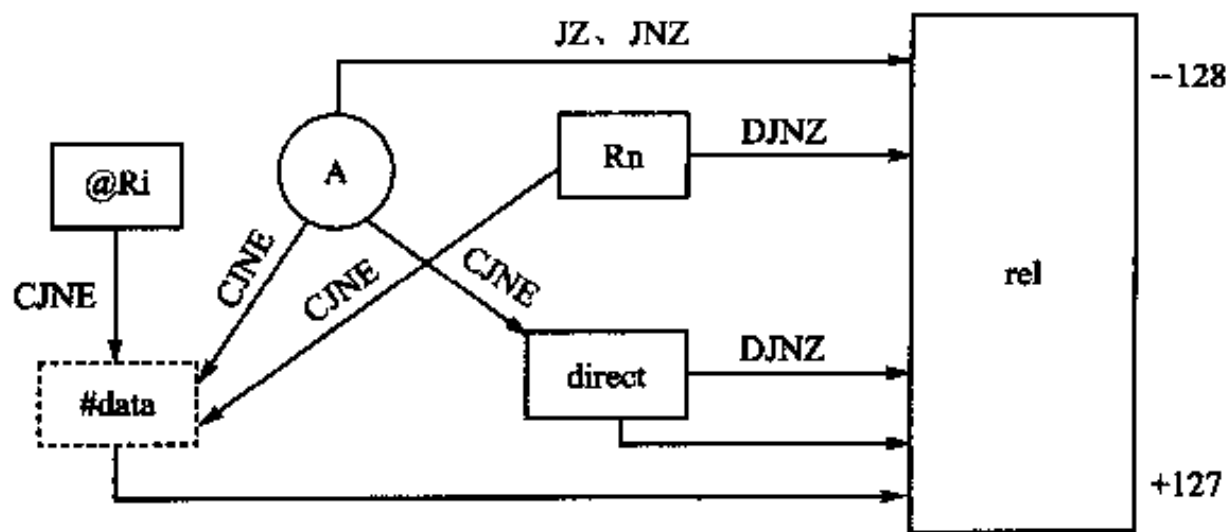 JZ、JNZ
−128
DJNZ
Rn
@Ri
A
CJNE
CJNE
CJNE
rel
CJNE
DJNZ
direct
#data
+127